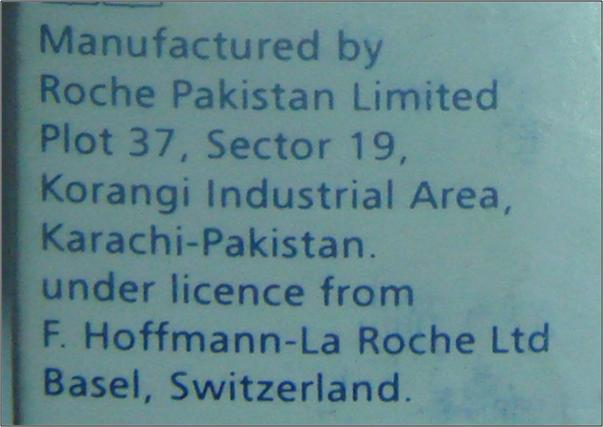 Manufactured by
Roche Pakistan Limited
Plot 37, Sector 19,
Korangi Industrial Area,
Karachi-Pakistan.
under licence from
F. Hoffmann-La Roche Ltd
Basel, Switzerland.